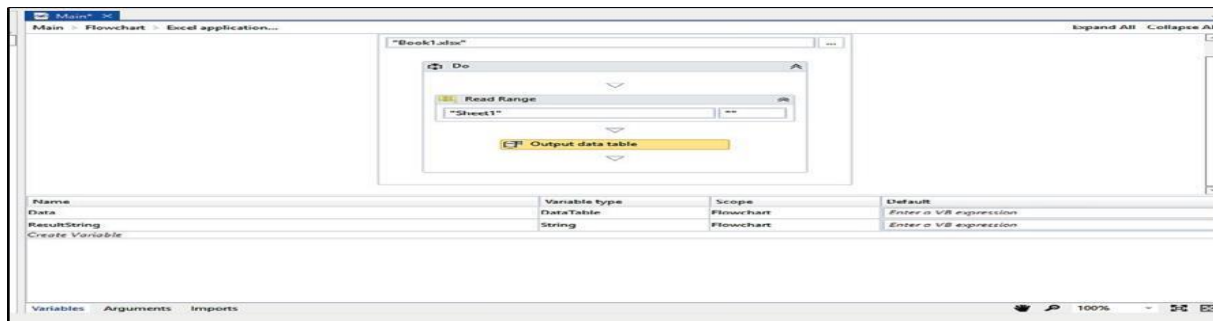 Main* ×
Main > Flowchart > Excel application... Expand All Collapse A
"Book1.xlsx" ...
Do
Read Range
"Sheet1" ""
Output data table
Name Variable type Scope Default
Data DataTable Flowchart Enter a VB expression
ResultString String Flowchart Enter a VB expression
Create Variable
Variables Arguments Imports 100%